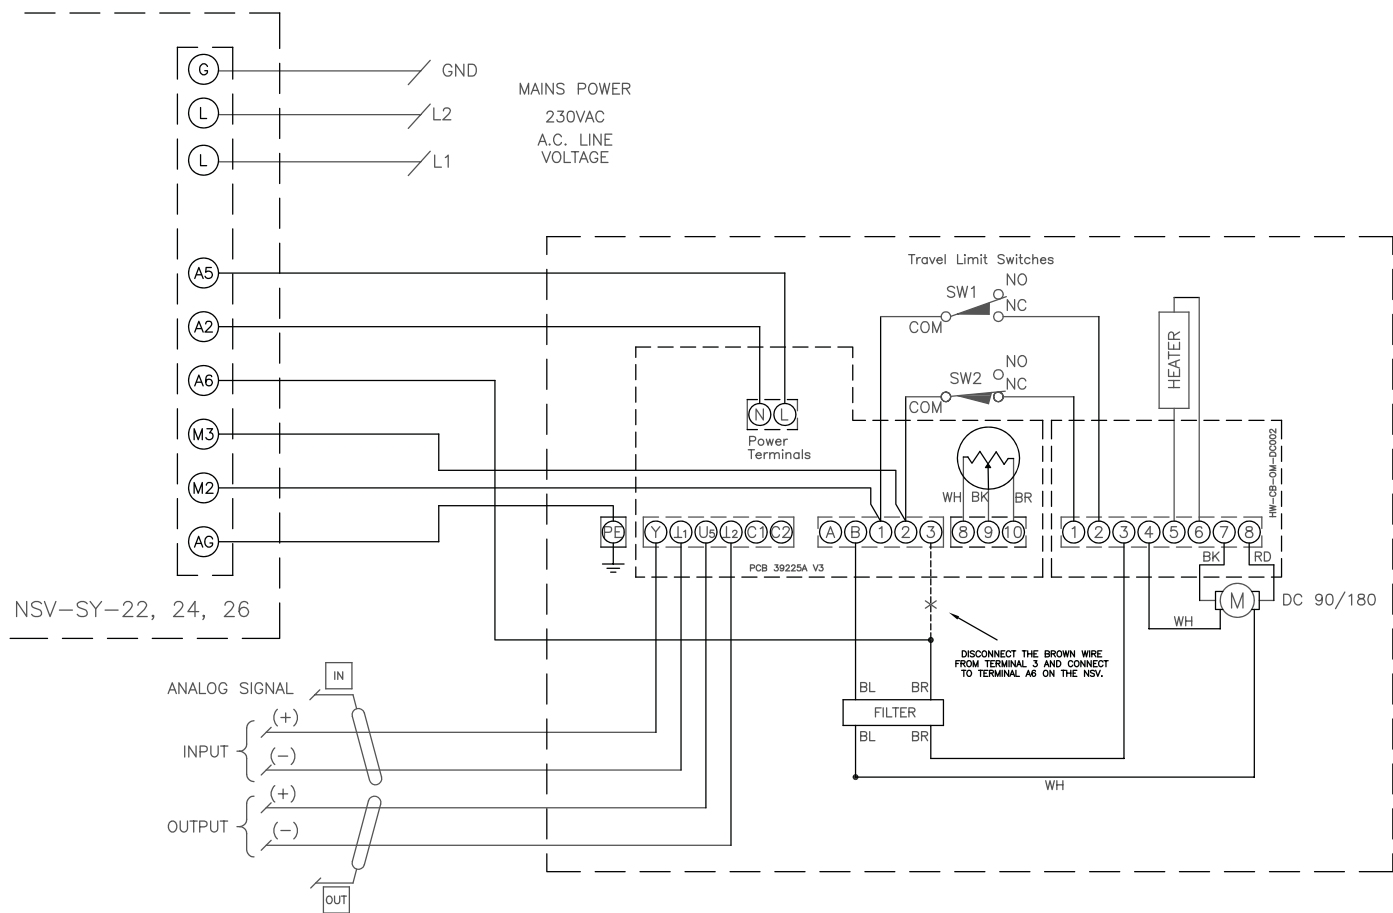 G
GND
L
L2
L
L1
MAINS POWER
230VAC
A.C. LINE
VOLTAGE
A5
A2
A6
M3
M2
AG
NSV-SY-22, 24, 26
Travel Limit Switches
SW1
NO
NC
COM
SW2
NO
NC
COM
HEATER
N
L
Power
Terminals
WH
BK
BR
HW-CB-OM-DC002
PE
Y
⊥1
U5
⊥2
C1
C2
A
B
1
2
3
8
9
10
1
2
3
4
5
6
7
8
PCB 39225A V3
BK
RD
M
DC 90/180
WH
DISCONNECT THE BROWN WIRE
FROM TERMINAL 3 AND CONNECT
TO TERMINAL A6 ON THE NSV.
BL
BR
FILTER
BL
BR
WH
ANALOG SIGNAL
IN
INPUT
(+)
(-)
OUTPUT
(+)
(-)
OUT